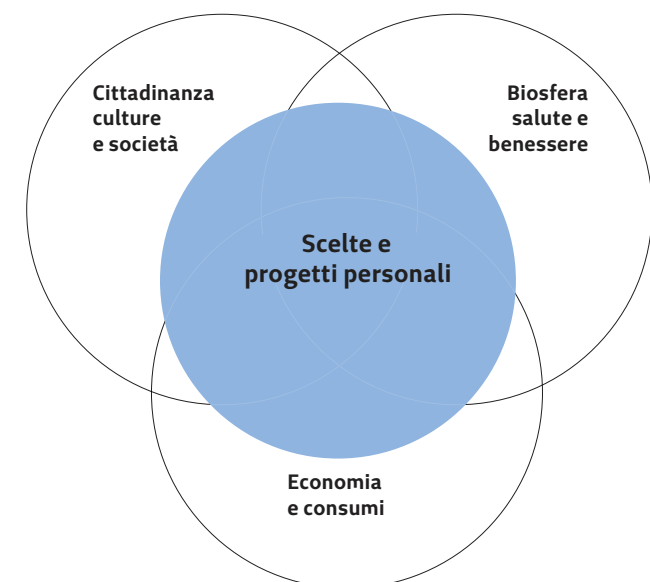 Cittadinanza
culture
e società
Biosfera
salute e
benessere
Scelte e
progetti personali
Economia
e consumi